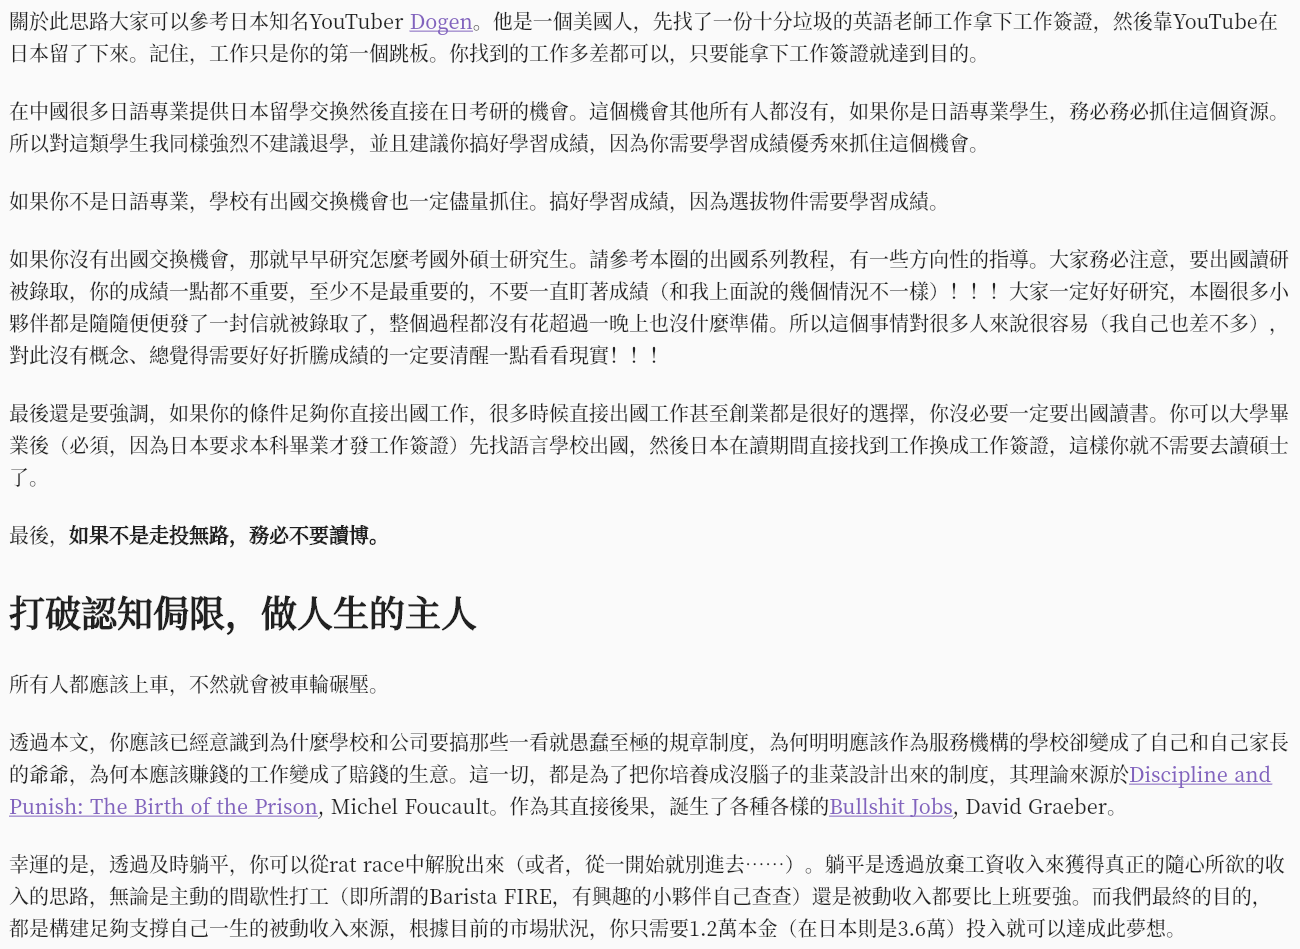 關於此思路大家可以參考日本知名YouTuber Dogen。他是一個美國人，先找了一份十分垃圾的英語老師工作拿下工作簽證，然後靠YouTube在
日本留了下來。記住，工作只是你的第一個跳板。你找到的工作多差都可以，只要能拿下工作簽證就達到目的。
在中國很多日語專業提供日本留學交換然後直接在日考研的機會。這個機會其他所有人都沒有，如果你是日語專業學生，務必務必抓住這個資源。
所以對這類學生我同樣強烈不建議退學，並且建議你搞好學習成績，因為你需要學習成績優秀來抓住這個機會。
如果你不是日語專業，學校有出國交換機會也一定儘量抓住。搞好學習成績，因為選拔物件需要學習成績。
如果你沒有出國交換機會，那就早早研究怎麼考國外碩士研究生。請參考本圈的出國系列教程，有一些方向性的指導。大家務必注意，要出國讀研
被錄取，你的成績一點都不重要，至少不是最重要的，不要一直盯著成績（和我上面說的幾個情況不一樣）！！！大家一定好好研究，本圈很多小
夥伴都是隨隨便便發了一封信就被錄取了，整個過程都沒有花超過一晚上也沒什麼準備。所以這個事情對很多人來說很容易（我自己也差不多），
對此沒有概念、總覺得需要好好折騰成績的一定要清醒一點看看現實！！！
最後還是要強調，如果你的條件足夠你直接出國工作，很多時候直接出國工作甚至創業都是很好的選擇，你沒必要一定要出國讀書。你可以大學畢
業後（必須，因為日本要求本科畢業才發工作簽證）先找語言學校出國，然後日本在讀期間直接找到工作換成工作簽證，這樣你就不需要去讀碩士
了。
最後，如果不是走投無路，務必不要讀博。
打破認知侷限，做人生的主人
所有人都應該上車，不然就會被車輪碾壓。
透過本文，你應該已經意識到為什麼學校和公司要搞那些一看就愚蠢至極的規章制度，為何明明應該作為服務機構的學校卻變成了自己和自己家長
的爺爺，為何本應該賺錢的工作變成了賠錢的生意。這一切，都是為了把你培養成沒腦子的韭菜設計出來的制度，其理論來源於Discipline and
Punish: The Birth of the Prison, Michel Foucault。作為其直接後果，誕生了各種各樣的Bullshit Jobs, David Graeber。
幸運的是，透過及時躺平，你可以從rat race中解脫出來（或者，從一開始就別進去……）。躺平是透過放棄工資收入來獲得真正的隨心所欲的收
入的思路，無論是主動的間歇性打工（即所謂的Barista FIRE，有興趣的小夥伴自己查查）還是被動收入都要比上班要強。而我們最終的目的，
都是構建足夠支撐自己一生的被動收入來源，根據目前的市場狀況，你只需要1.2萬本金（在日本則是3.6萬）投入就可以達成此夢想。